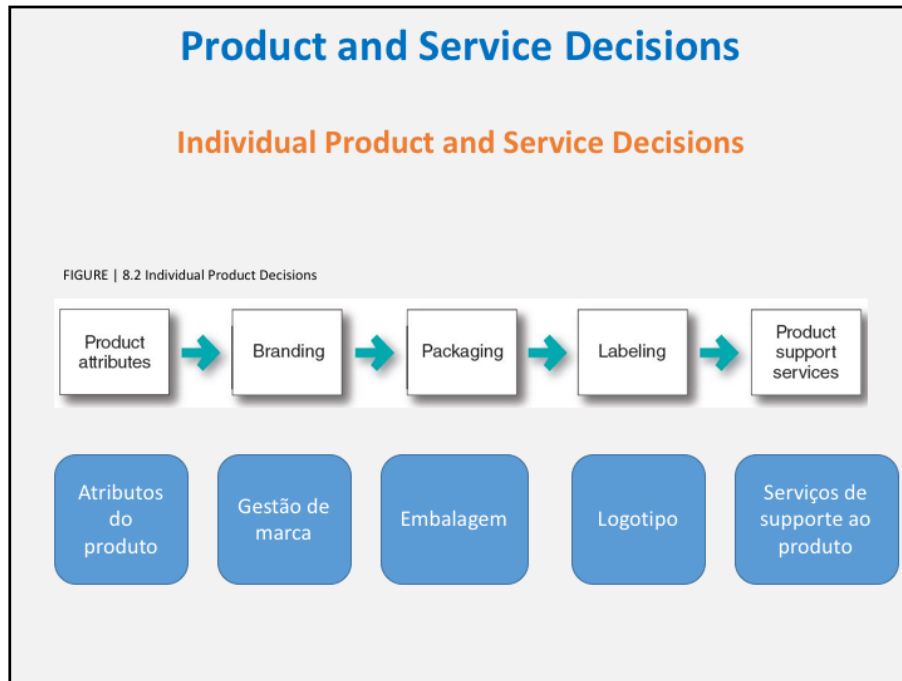 Product and Service Decisions
Individual Product and Service Decisions
FIGURE | 8.2 Individual Product Decisions
Product
attributes
Branding
Packaging
Labeling
Product
support
services
Atributos
do
produto
Gestão de
marca
Embalagem
Logotipo
Serviços de
supporte ao
produto